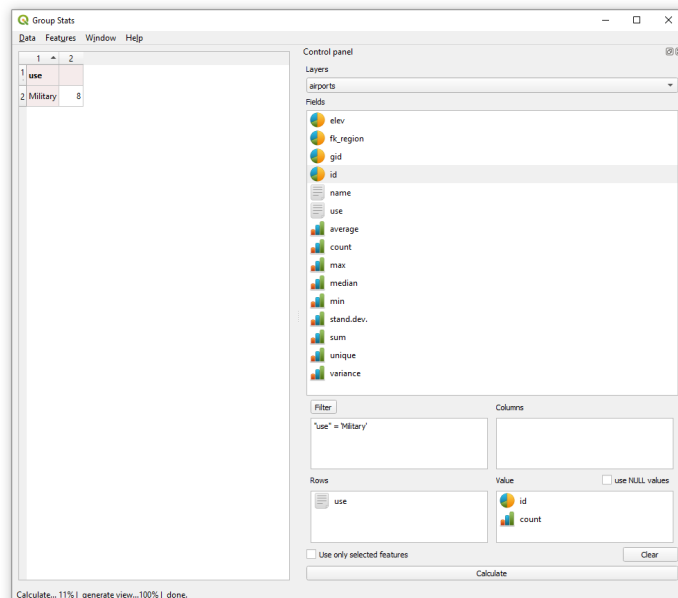 Group Stats
Data Features Window Help
1 2
1 use
2 Military 8
Control panel
Layers
airports
Fields
elev
fk_region
gid
id
name
use
average
count
max
median
min
stand.dev.
sum
unique
variance
Filter
Columns
"use" = 'Military'
Rows
Value
use NULL values
use
id
count
Use only selected features
Clear
Calculate
Calculate... 11% | generate view...100% | done.